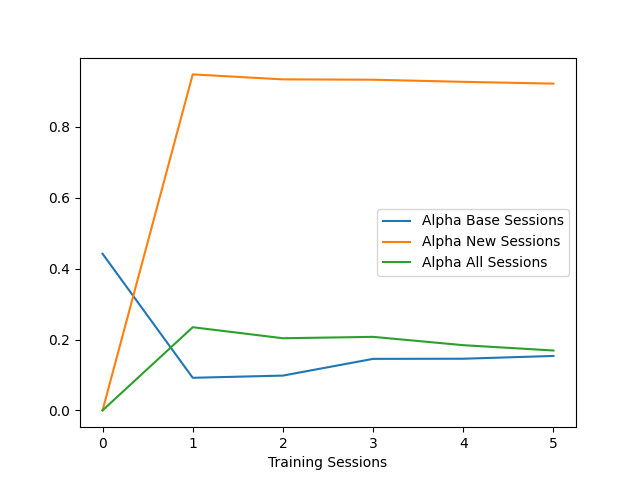 0.8
0.6
0.4
0.2
0.0
Alpha Base Sessions
Alpha New Sessions
Alpha All Sessions
0 1 2 3 4 5
Training Sessions